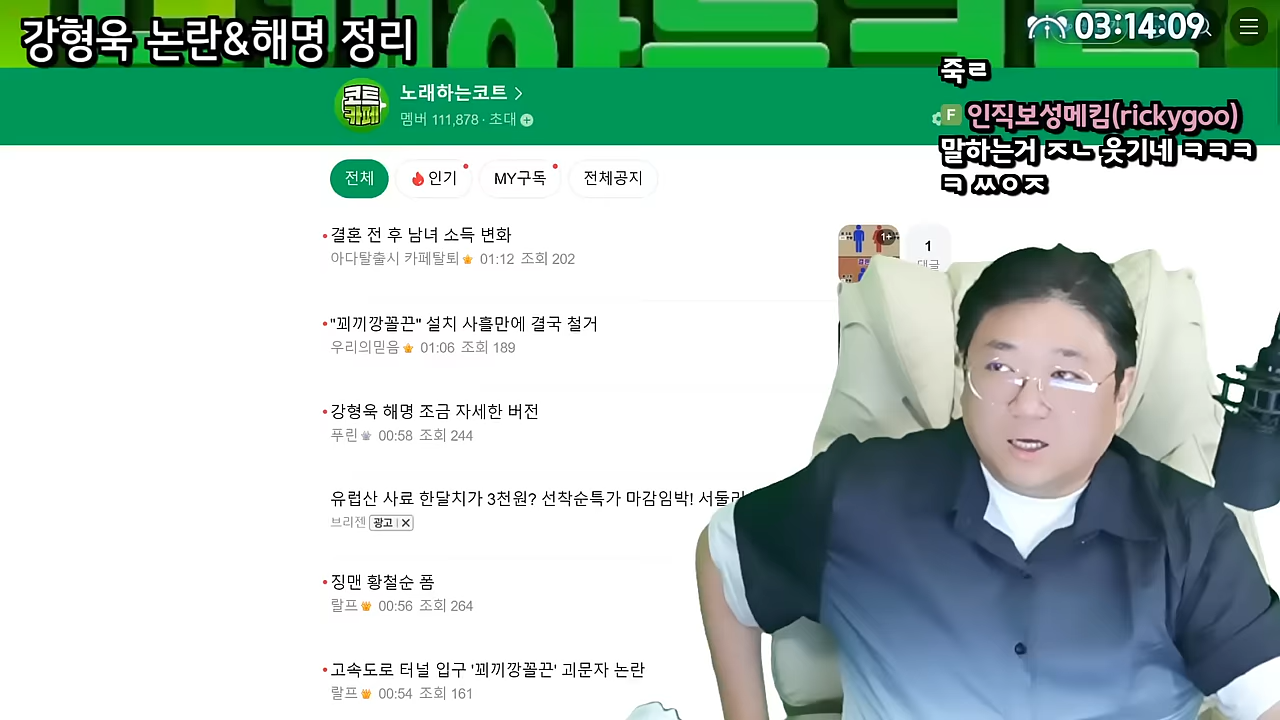 강형욱 논란&해명 정리
03:14:09
노래하는코트
코트
카페
멤버 111,878 · 초대
죽ㄹ
F 인직보성메킴(rickygoo)
말하는거 ㅈㄴ 웃기네 ㅋㅋㅋ
ㅋ ㅆㅇㅈ
전체 인기 MY구독 전체공지
결혼 전 후 남녀 소득 변화
아다탈출시 카페탈퇴 01:12 조회 202
1+
1
댓글
"꾀끼깡꼴끈" 설치 사흘만에 결국 철거
우리의믿음 01:06 조회 189
강형욱 해명 조금 자세한 버전
푸린 00:58 조회 244
유럽산 사료 한달치가 3천원? 선착순특가 마감임박!
브리젠 광고 X
징맨 황철순 폼
랄프 00:56 조회 264
고속도로 터널 입구 '꾀끼깡꼴끈' 괴문자 논란
랄프 00:54 조회 161